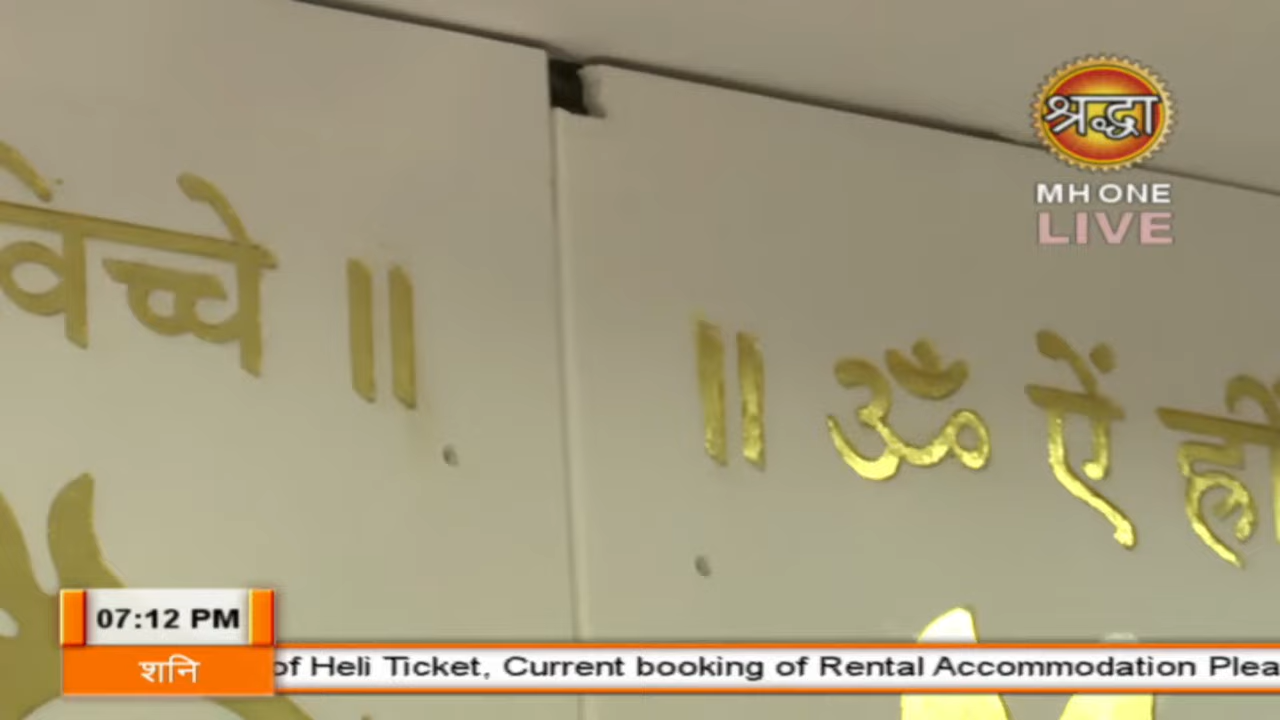 श्रद्धा
MH ONE
LIVE
विच्चे ॥
॥ ॐ ऐं ह्रीं
07:12 PM
शनि
of Heli Ticket, Current booking of Rental Accommodation Plea